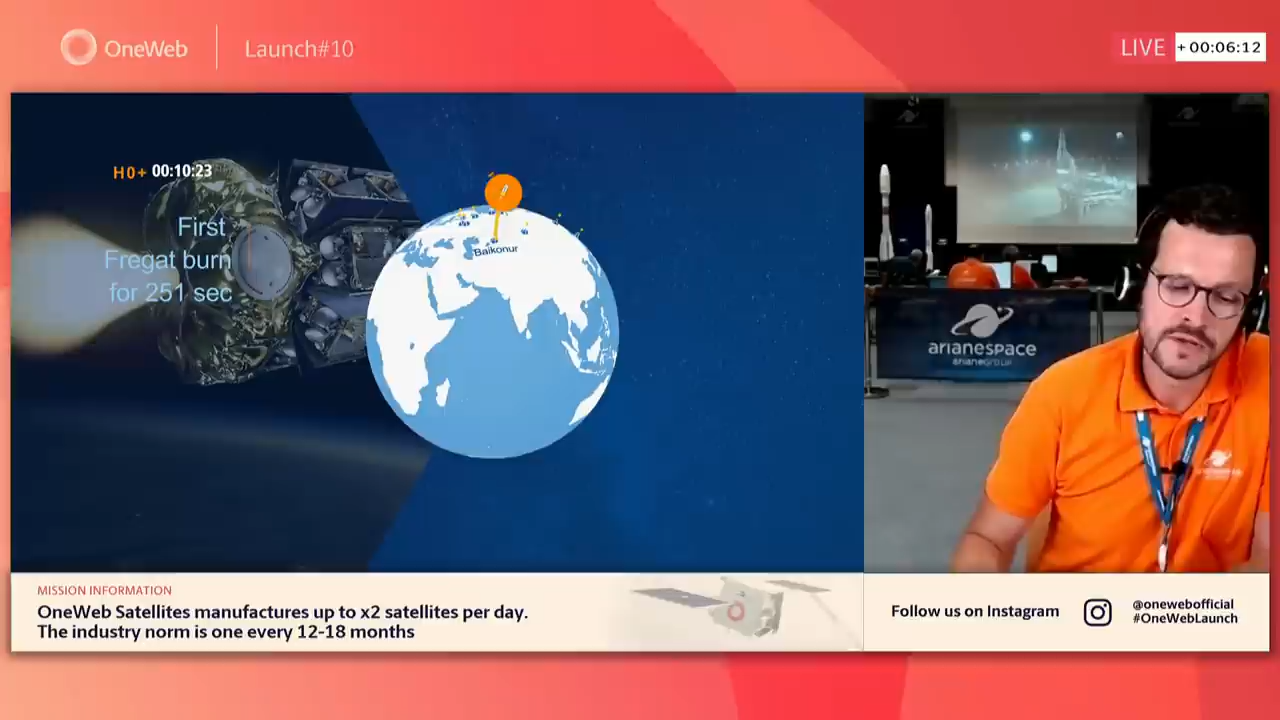 OneWeb
Launch#10
LIVE
+ 00:06:12
H0+ 00:10:23
First
Fregat burn
for 251 sec
Baikonur
arianespace
arianeGROUP
MISSION INFORMATION
OneWeb Satellites manufactures up to x2 satellites per day.
The industry norm is one every 12-18 months
Follow us on Instagram
@onewebofficial
#OneWebLaunch